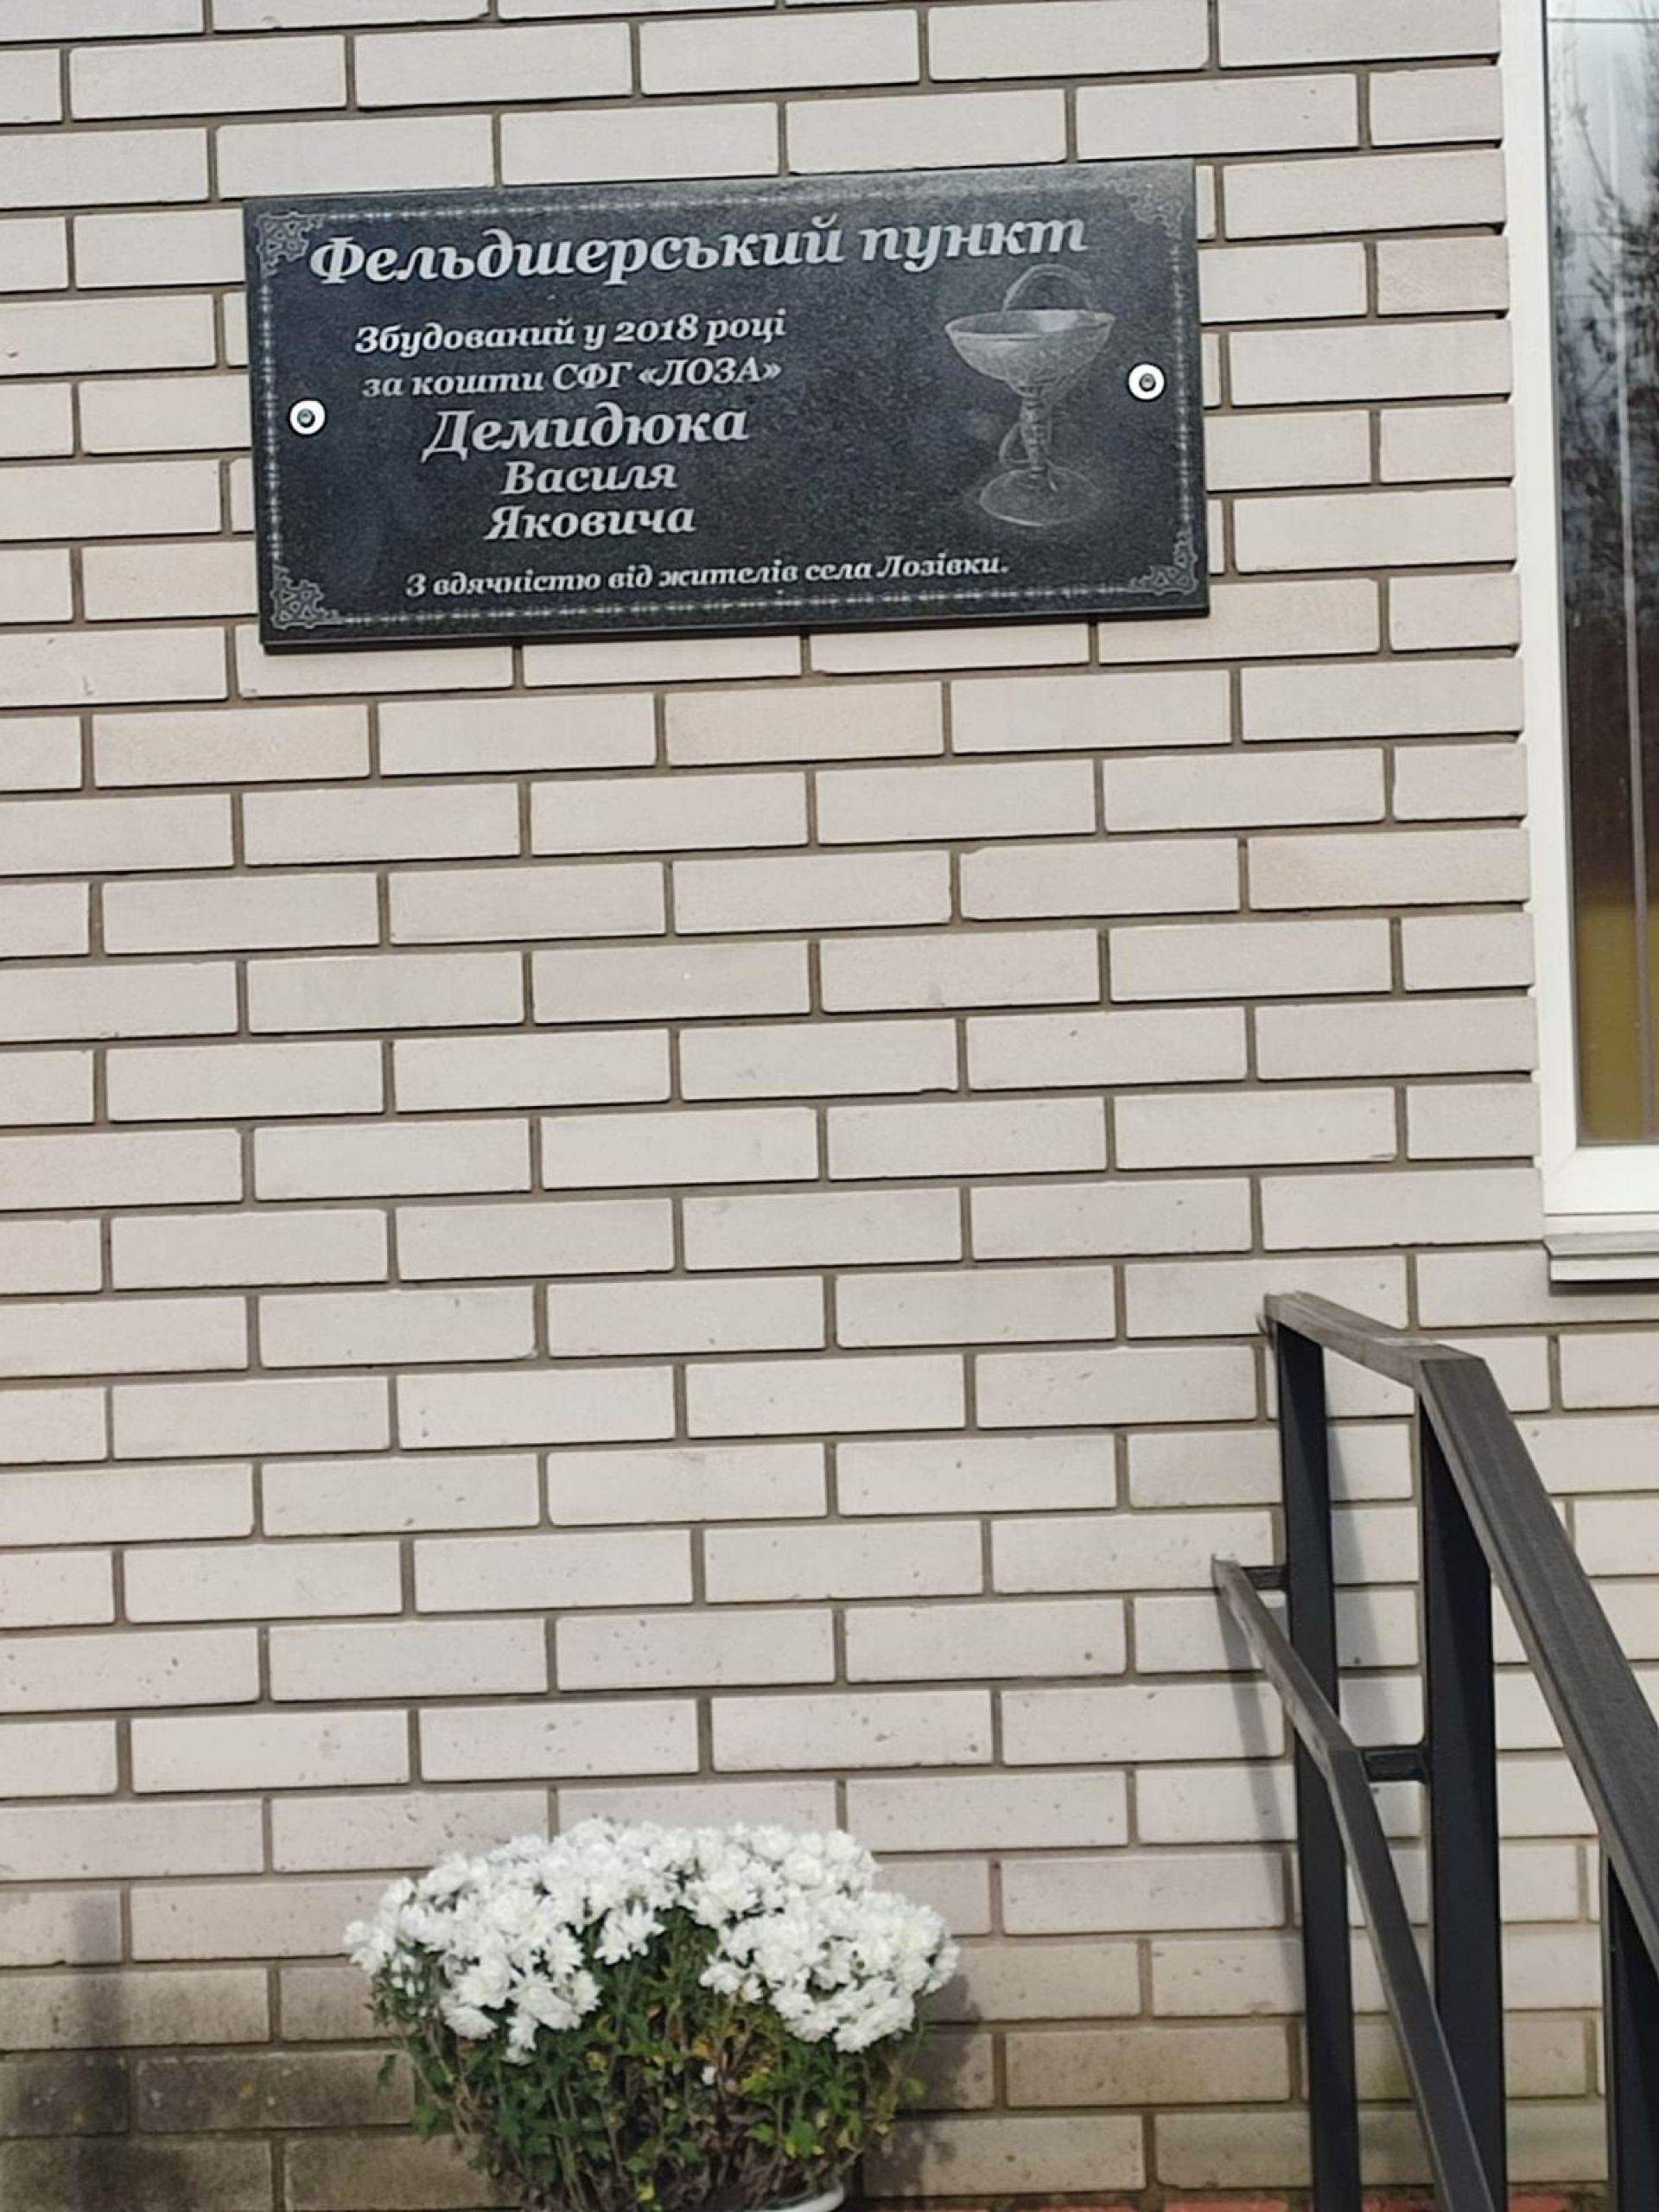 Фельдшерський пункт
Збудований у 2018 році
за кошти СФГ «ЛОЗА»
Демидюка
Василя
Яковича
З вдячністю від жителів села Лозівки.